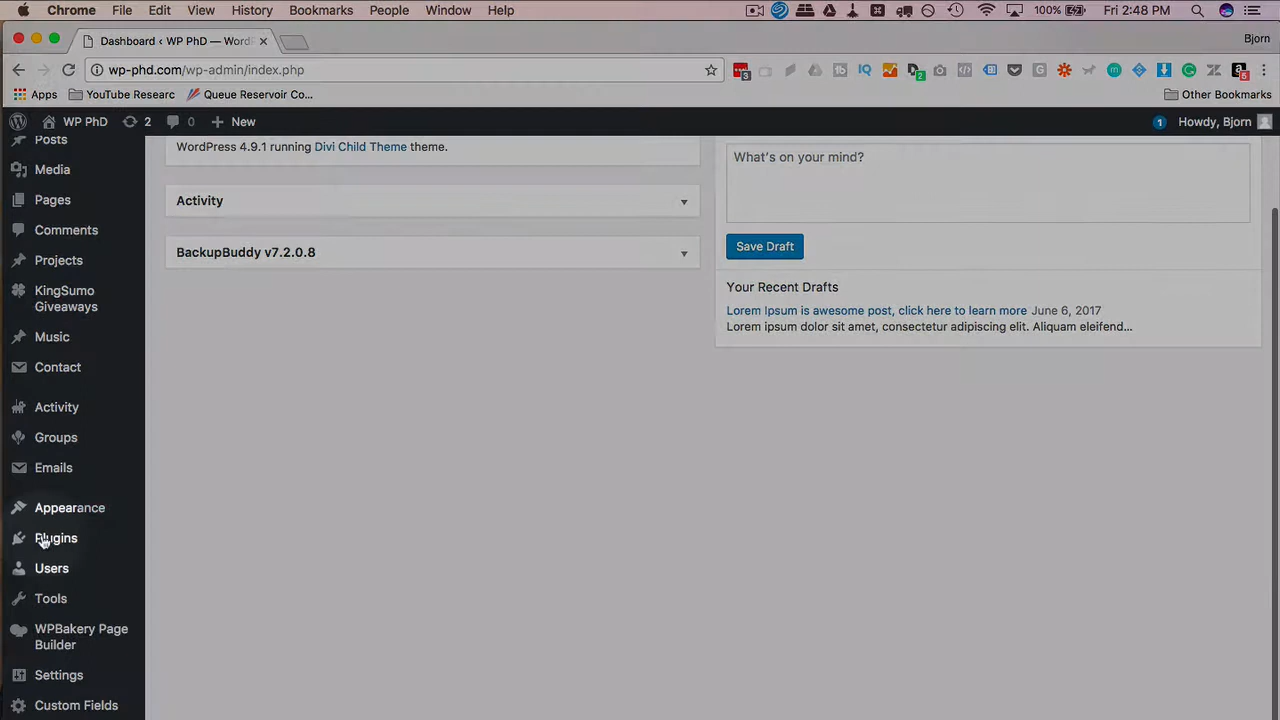 Chrome File Edit View History Bookmarks People Window Help 100% Fri 2:48 PM
Dashboard ‹ WP PhD — WordP Bjorn
wp-phd.com/wp-admin/index.php
Apps YouTube Researc Queue Reservoir Co... Other Bookmarks
WP PhD 2 0 New 1 Howdy, Bjorn
Posts
Media
Pages
Comments
Projects
KingSumo
Giveaways
Music
Contact
Activity
Groups
Emails
Appearance
Plugins
Users
Tools
WPBakery Page
Builder
Settings
Custom Fields
WordPress 4.9.1 running Divi Child Theme theme.
Activity
BackupBuddy v7.2.0.8
What's on your mind?
Save Draft
Your Recent Drafts
Lorem Ipsum is awesome post, click here to learn more June 6, 2017
Lorem ipsum dolor sit amet, consectetur adipiscing elit. Aliquam eleifend...